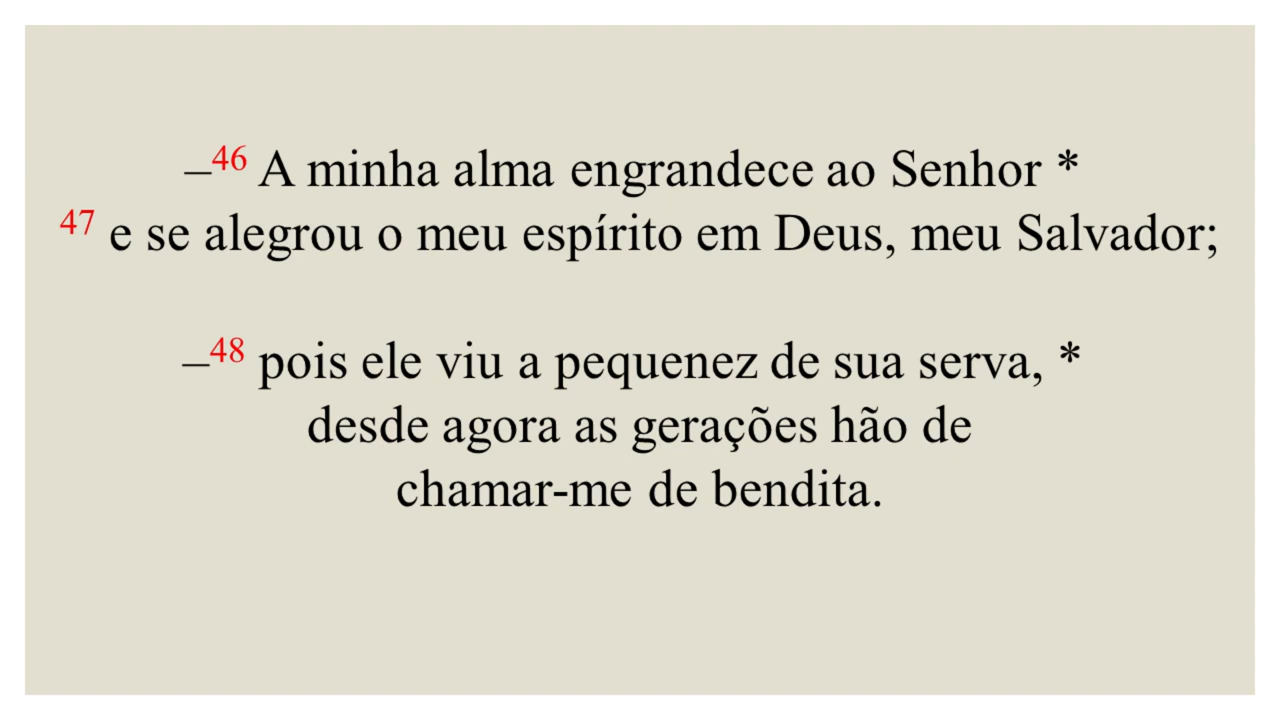 –46 A minha alma engrandece ao Senhor *
47 e se alegrou o meu espírito em Deus, meu Salvador;
–48 pois ele viu a pequenez de sua serva, *
desde agora as gerações hão de
chamar-me de bendita.